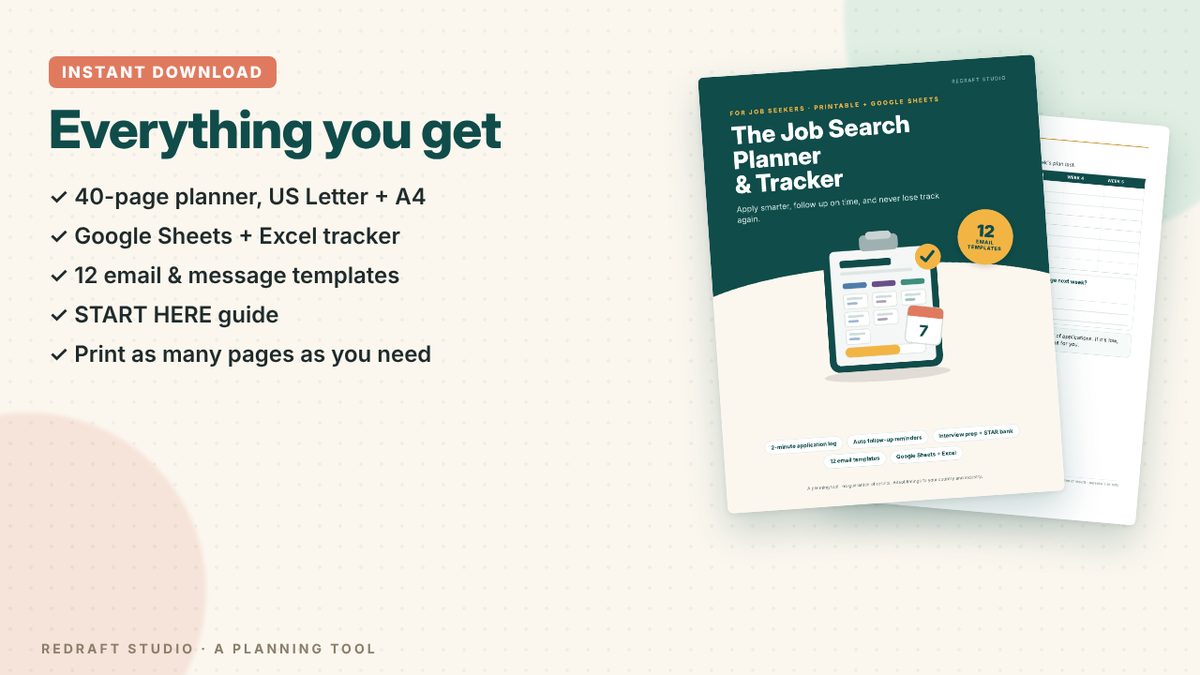 INSTANT DOWNLOAD
Everything you get
✓ 40-page planner, US Letter + A4
✓ Google Sheets + Excel tracker
✓ 12 email & message templates
✓ START HERE guide
✓ Print as many pages as you need
REDRAFT STUDIO
FOR JOB SEEKERS · PRINTABLE + GOOGLE SHEETS
The Job Search
Planner
& Tracker
Apply smarter, follow up on time, and never lose track
again.
12
EMAIL
TEMPLATES
7
2-minute application log
Auto follow-up reminders
Interview prep + STAR bank
12 email templates
Google Sheets + Excel
WEEK 4
WEEK 5
REDRAFT STUDIO · A PLANNING TOOL